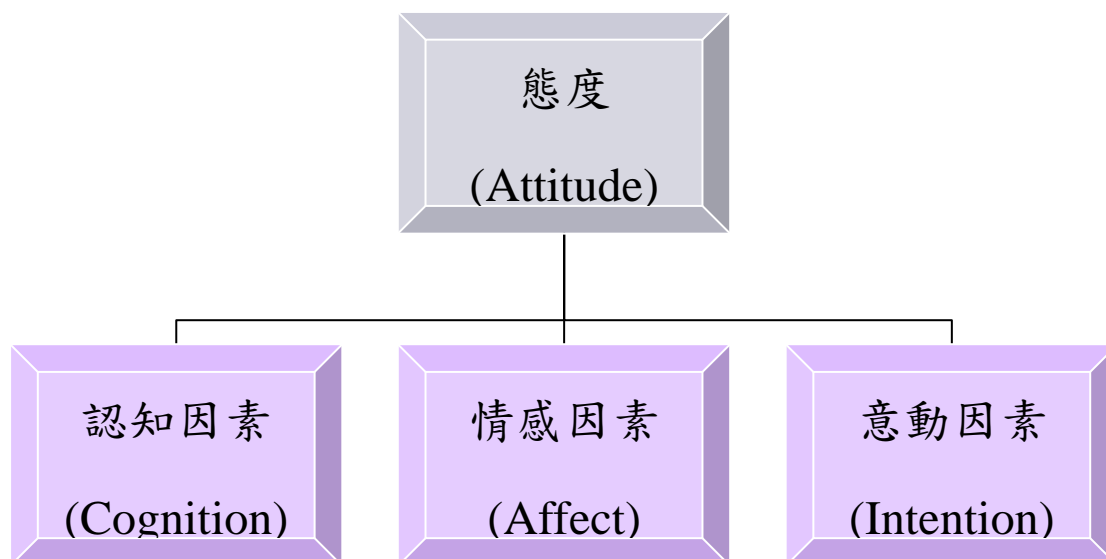 態度
(Attitude)
認知因素
(Cognition)
情感因素
(Affect)
意動因素
(Intention)